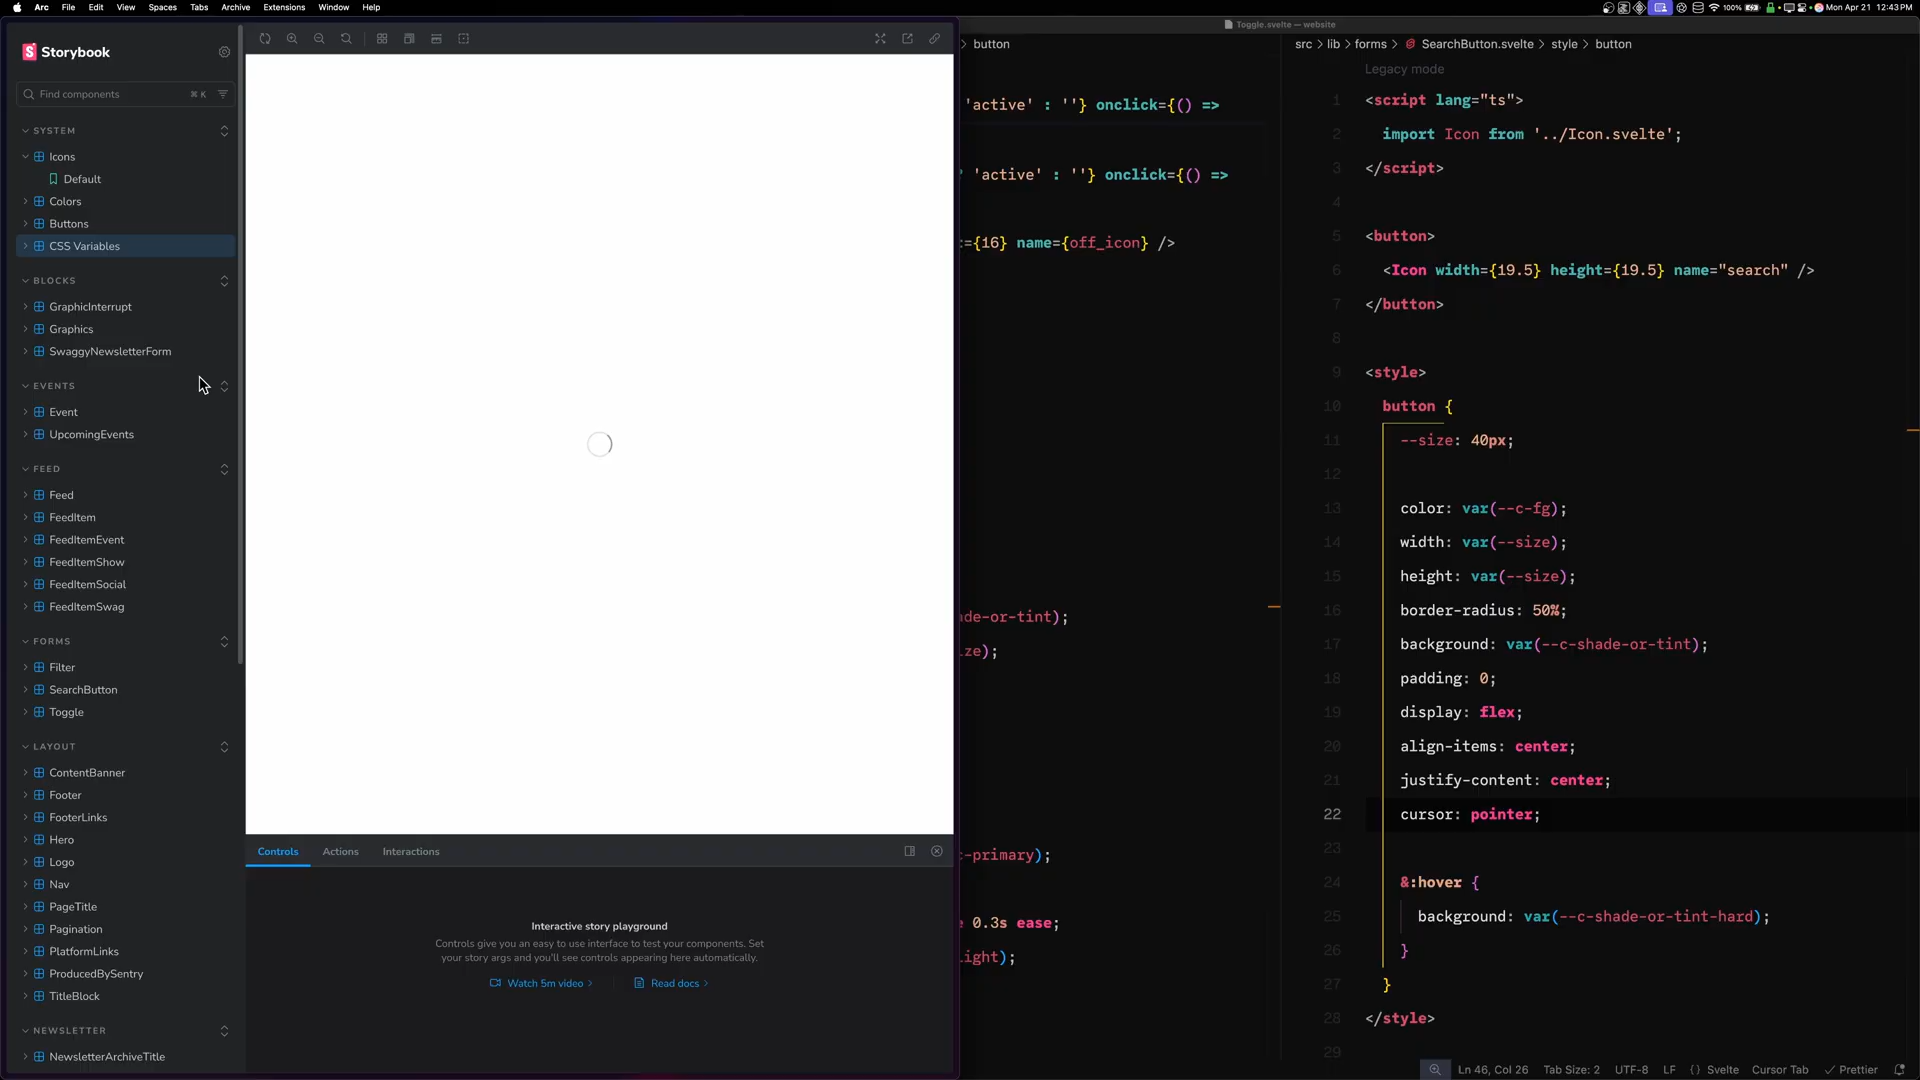 Arc File Edit View Spaces Tabs Archive Extensions Window Help
100% Mon Apr 21 12:43 PM
Toggle.svelte — website
Storybook
Find components ⌘ K
SYSTEM
Icons
Default
Colors
Buttons
CSS Variables
BLOCKS
GraphicInterrupt
Graphics
SwaggyNewsletterForm
EVENTS
Event
UpcomingEvents
FEED
Feed
FeedItem
FeedItemEvent
FeedItemShow
FeedItemSocial
FeedItemSwag
FORMS
Filter
SearchButton
Toggle
LAYOUT
ContentBanner
Footer
FooterLinks
Hero
Logo
Nav
PageTitle
Pagination
PlatformLinks
ProducedBySentry
TitleBlock
NEWSLETTER
NewsletterArchiveTitle
Controls Actions Interactions
Interactive story playground
Controls give you an easy to use interface to test your components. Set
your story args and you'll see controls appearing here automatically.
Watch 5m video Read docs
> button
'active' : ''} onclick={() =>
'active' : ''} onclick={() =>
={16} name={off_icon} />
de-or-tint);
ze);
-primary);
0.3s ease;
ight);
src > lib > forms > SearchButton.svelte > style > button
Legacy mode
1 <script lang="ts">
2 import Icon from '../Icon.svelte';
3 </script>
4
5 <button>
6 <Icon width={19.5} height={19.5} name="search" />
7 </button>
8
9 <style>
10 button {
11 --size: 40px;
12
13 color: var(--c-fg);
14 width: var(--size);
15 height: var(--size);
16 border-radius: 50%;
17 background: var(--c-shade-or-tint);
18 padding: 0;
19 display: flex;
20 align-items: center;
21 justify-content: center;
22 cursor: pointer;
23
24 &:hover {
25 background: var(--c-shade-or-tint-hard);
26 }
27 }
28 </style>
29
Ln 46, Col 26 Tab Size: 2 UTF-8 LF {} Svelte Cursor Tab ✓ Prettier